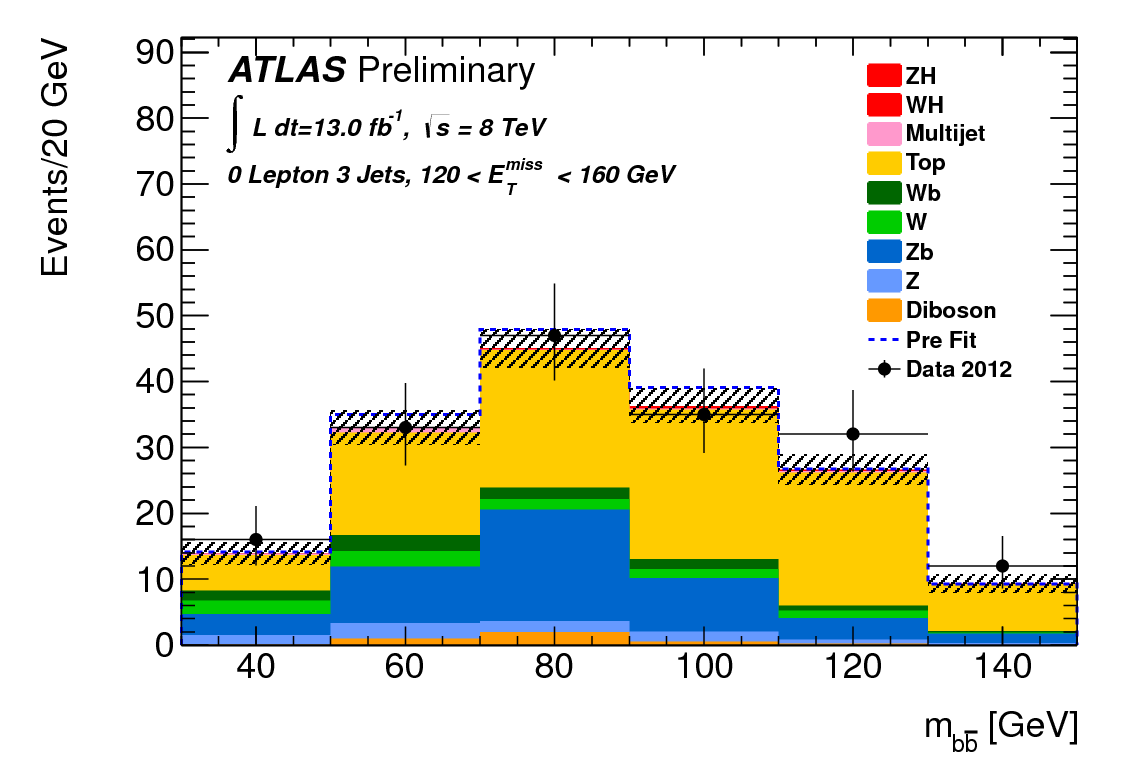 Events/20 GeV
90
80
70
60
50
40
30
20
10
0
ATLAS Preliminary
∫ L dt=13.0 fb⁻¹, √s = 8 TeV
0 Lepton 3 Jets, 120 < E_T^miss < 160 GeV
ZH
WH
Multijet
Top
Wb
W
Zb
Z
Diboson
Pre Fit
Data 2012
40 60 80 100 120 140
m_bb̅ [GeV]